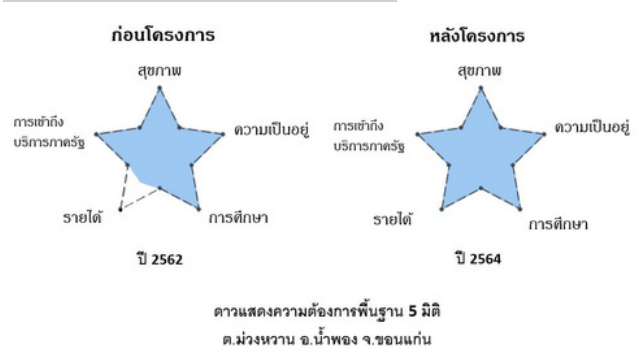 ก่อนโครงการ
หลังโครงการ
สุขภาพ
สุขภาพ
การเข้าถึง
บริการภาครัฐ
ความเป็นอยู่
การเข้าถึง
บริการภาครัฐ
ความเป็นอยู่
รายได้
การศึกษา
รายได้
การศึกษา
ปี 2562
ปี 2564
ดาวแสดงความต้องการพื้นฐาน 5 มิติ
ต.ม่วงหวาน อ.น้ำพอง จ.ขอนแก่น